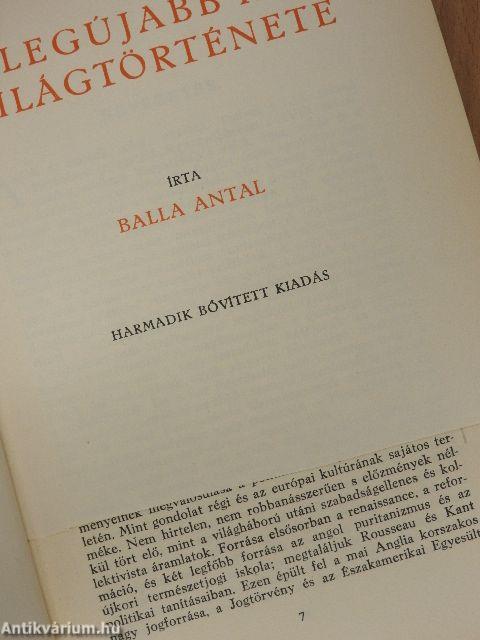 LEGÚJABB
ILÁGTÖRTÉNETE
ÍRTA
BALLA ANTAL
HARMADIK BŐVÍTETT KIADÁS
ményeinek megvalósulása a
letén. Mint gondolat régi és az európai kultúrának sajátos ter-
méke. Nem hirtelen, nem robbanásszerűen s előzmények nél-
kül tört elő, mint a világháború utáni szabadságellenes és kol-
lektivista áramlatok. Forrása elsősorban a renaissance, a refor-
máció, és két legfőbb forrása az angol puritanizmus és az
újkori természetjogi iskola; megtaláljuk Rousseau és Kant
politikai tanításaiban. Ezen épült fel a mai Anglia korszakos
nagy jogforrása, a Jogtörvény és az Északamerikai Egyesült
7
Antikvárium.hu